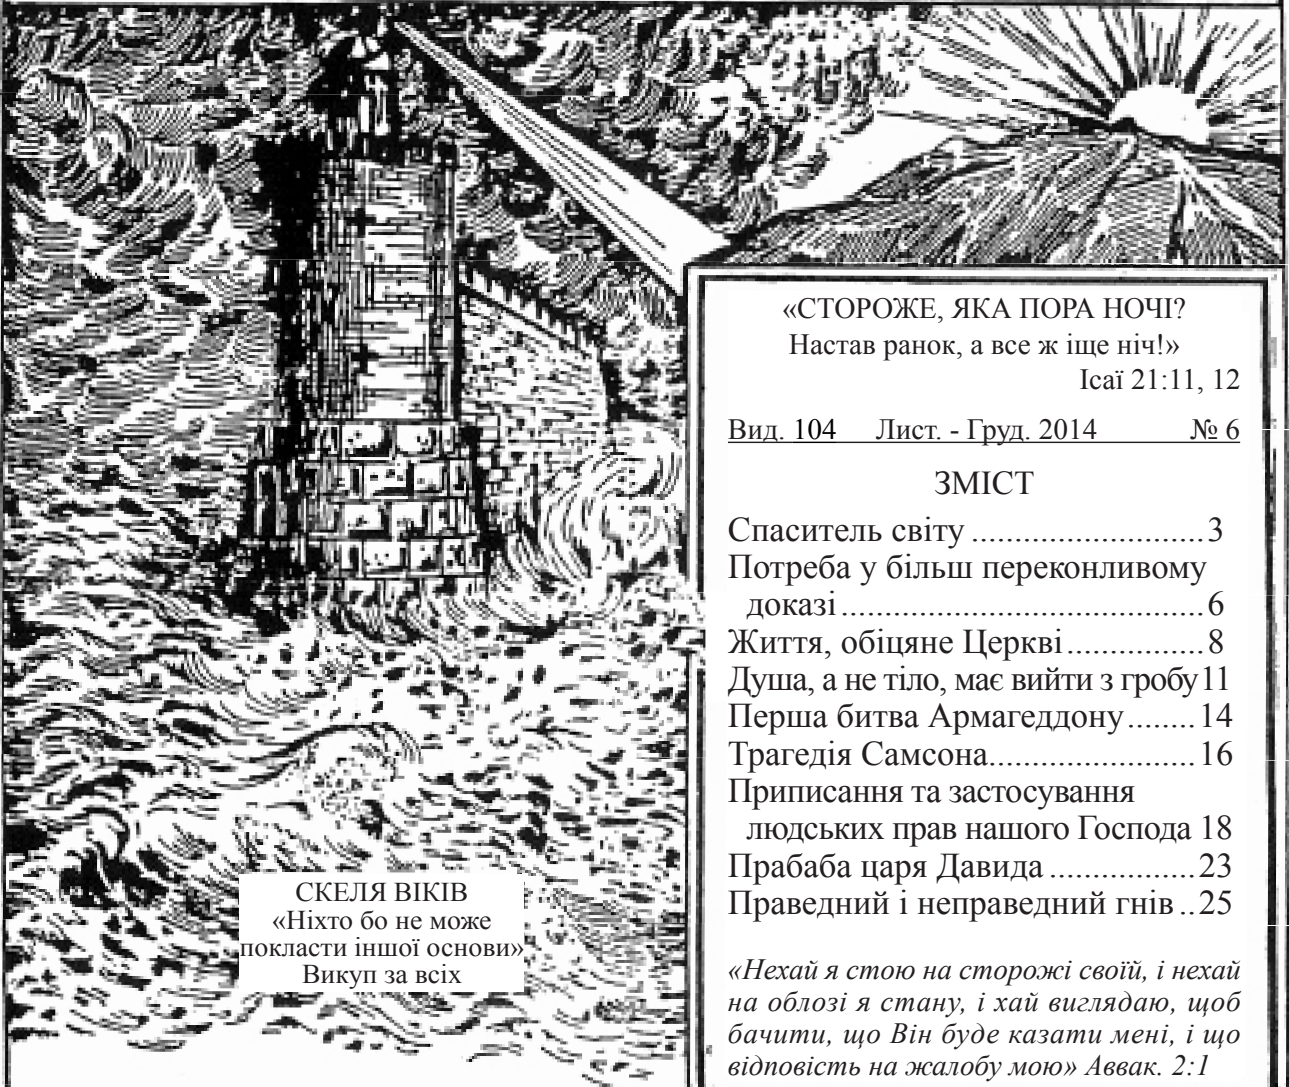 «СТОРОЖЕ, ЯКА ПОРА НОЧІ?
Настав ранок, а все ж іще ніч!»
Ісаї 21:11, 12
Вид. 104 Лист. - Груд. 2014 № 6
ЗМІСТ
Спаситель світу ..........................3
Потреба у більш переконливому
доказі........................................6
Життя, обіцяне Церкві...............8
Душа, а не тіло, має вийти з гробу11
Перша битва Армагеддону........14
Трагедія Самсона.......................16
Приписання та застосування
людських прав нашого Господа 18
Прабаба царя Давида ................23
Праведний і неправедний гнів ..25
«Нехай я стою на сторожі своїй, і нехай
на облозі я стану, і хай виглядаю, щоб
бачити, що Він буде казати мені, і що
відповість на жалобу мою» Аввак. 2:1
СКЕЛЯ ВІКІВ
«Ніхто бо не може
покласти іншої основи»
Викуп за всіх